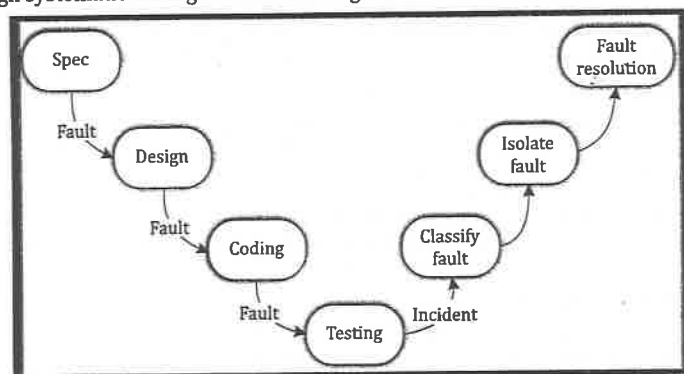 Spec
Fault
Design
Fault
Coding
Fault
Testing
Incident
Classify
fault
Isolate
fault
Fault
resolution